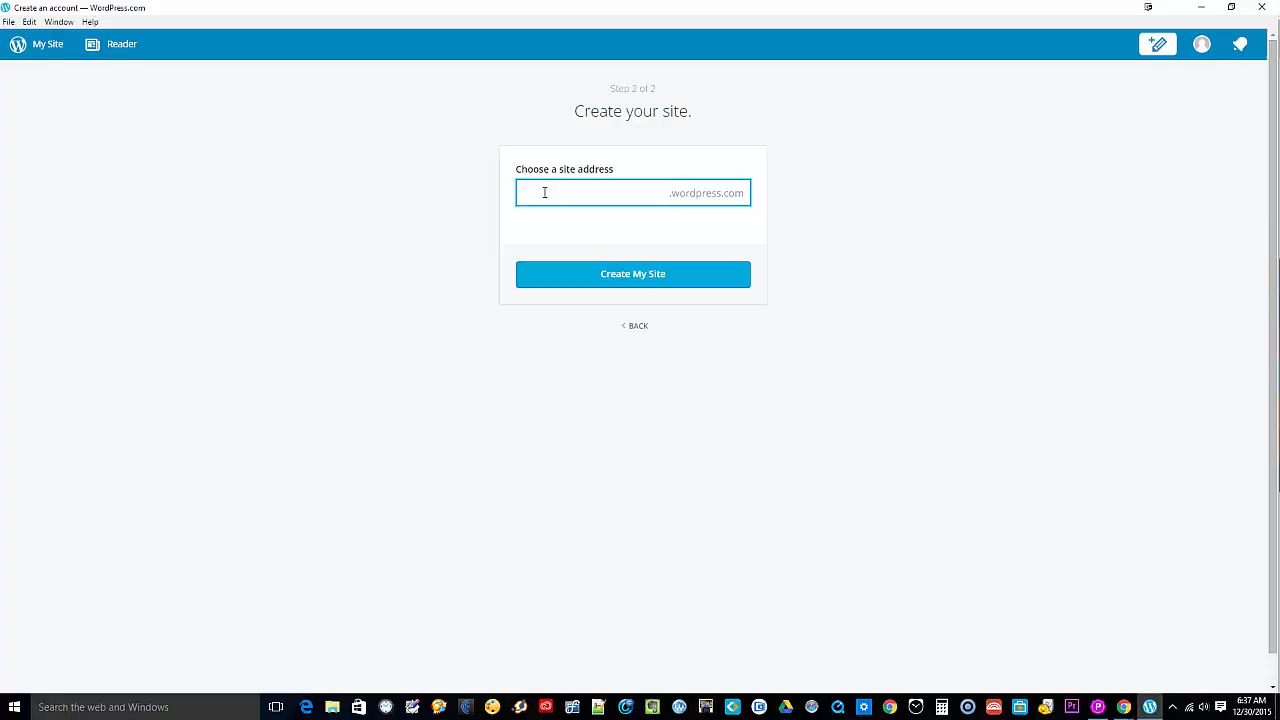 Create an account — WordPress.com
File Edit Window Help
My Site Reader
Step 2 of 2
Create your site.
Choose a site address
.wordpress.com
Create My Site
< BACK
Search the web and Windows
6:37 AM
12/30/2015